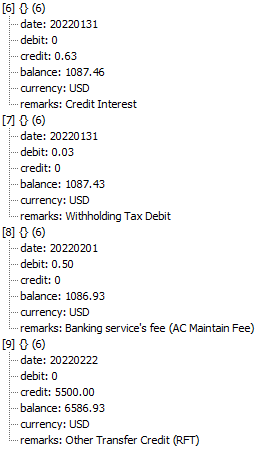 [6] {} (6)
date: 20220131
debit: 0
credit: 0.63
balance: 1087.46
currency: USD
remarks: Credit Interest
[7] {} (6)
date: 20220131
debit: 0.03
credit: 0
balance: 1087.43
currency: USD
remarks: Withholding Tax Debit
[8] {} (6)
date: 20220201
debit: 0.50
credit: 0
balance: 1086.93
currency: USD
remarks: Banking service's fee (AC Maintain Fee)
[9] {} (6)
date: 20220222
debit: 0
credit: 5500.00
balance: 6586.93
currency: USD
remarks: Other Transfer Credit (RFT)